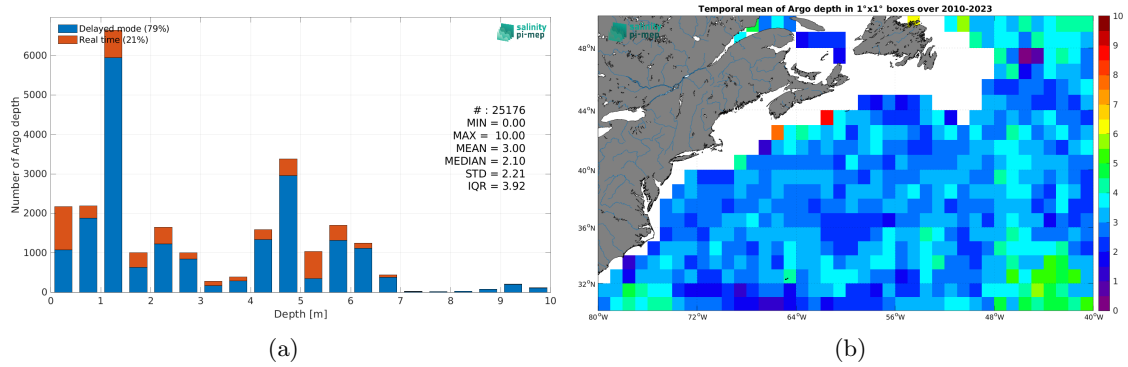 Delayed mode (79%)
Real time (21%)
salinity
pi-mep
# : 25176
MIN = 0.00
MAX = 10.00
MEAN = 3.00
MEDIAN = 2.10
STD = 2.21
IQR = 3.92
Number of Argo depth
6000
5000
4000
3000
2000
1000
0
0 1 2 3 4 5 6 7 8 9 10
Depth [m]
(a)
Temporal mean of Argo depth in 1°x1° boxes over 2010-2023
salinity
pi-mep
48°N
44°N
40°N
36°N
32°N
80°W 72°W 64°W 56°W 48°W 40°W
10
9
8
7
6
5
4
3
2
1
0
(b)